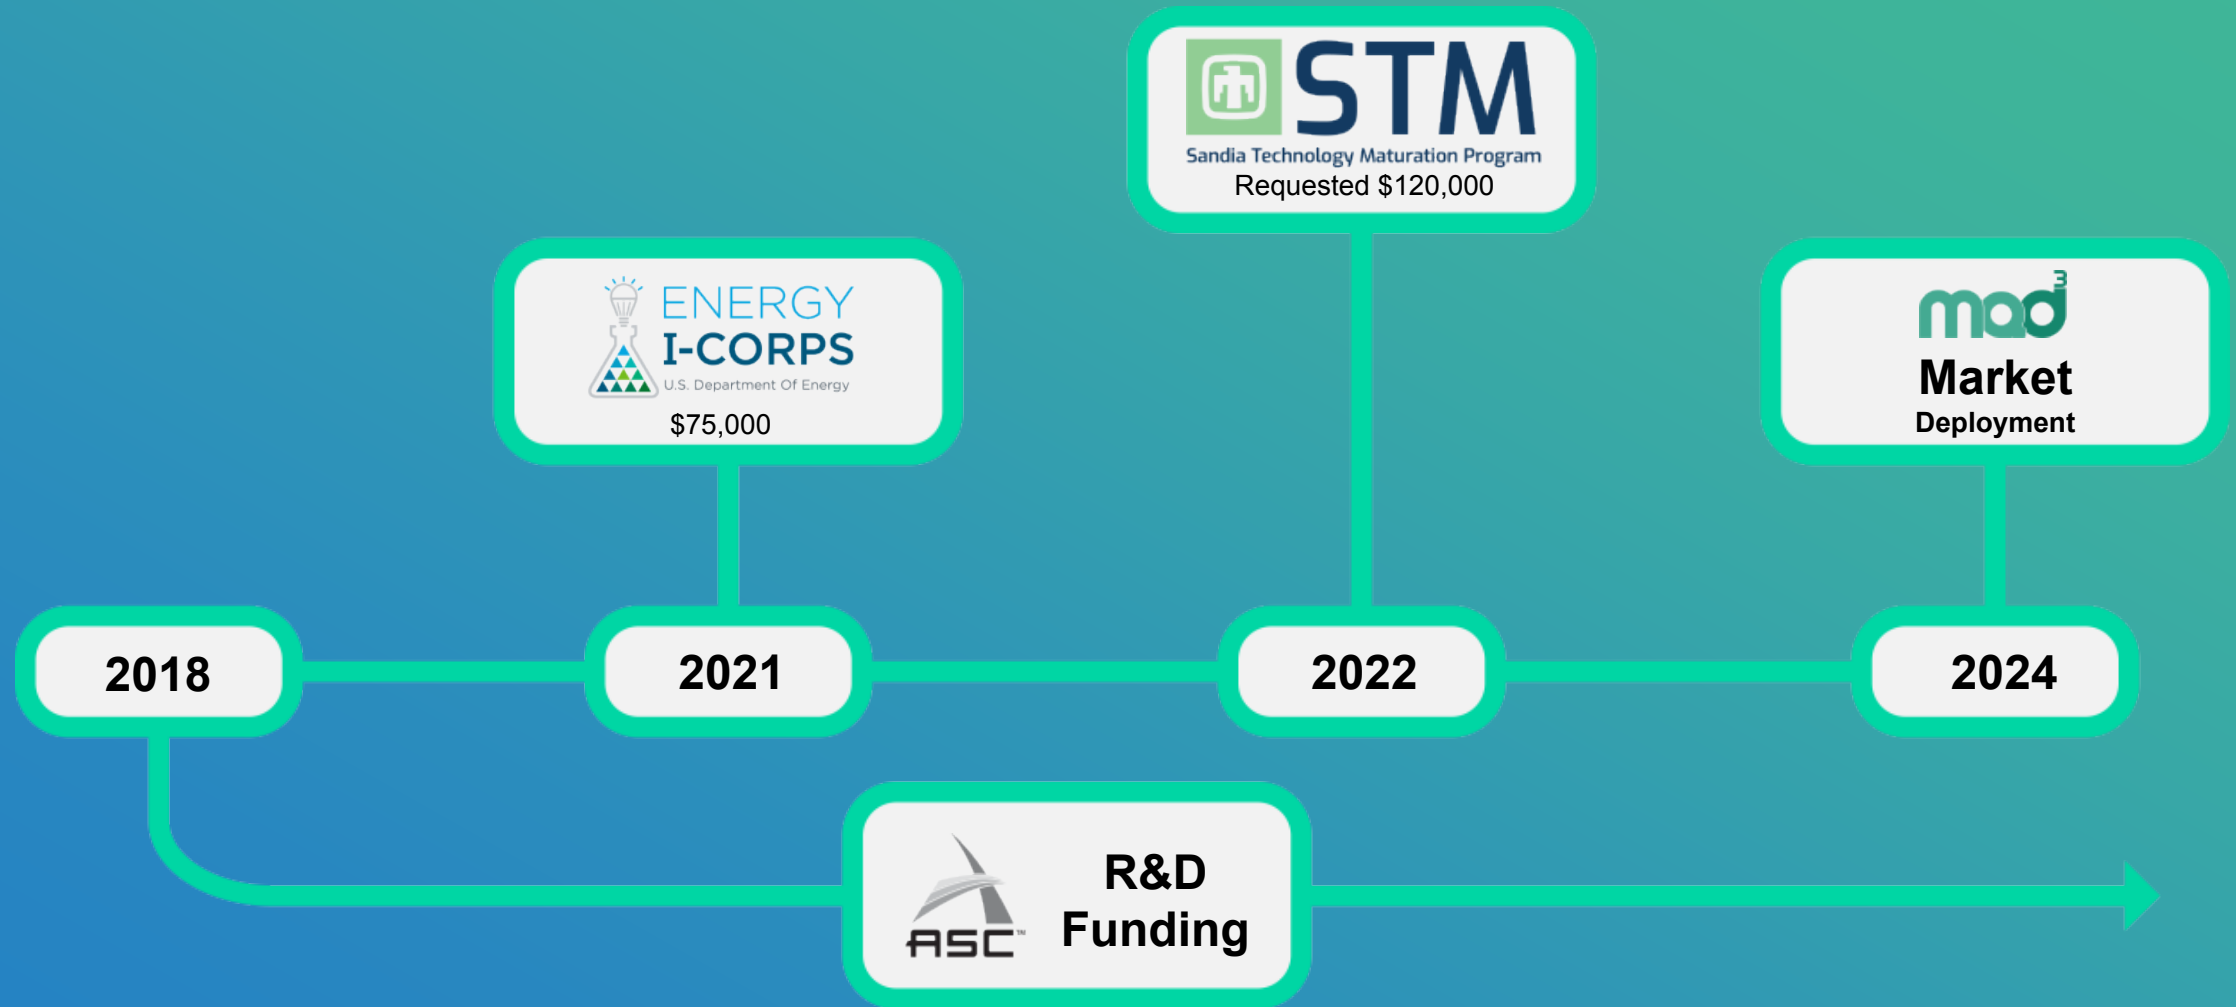 STM
Sandia Technology Maturation Program
Requested $120,000
ENERGY
I-CORPS
U.S. Department Of Energy
$75,000
mad3
Market
Deployment
2018
2021
2022
2024
ASC™
R&D
Funding